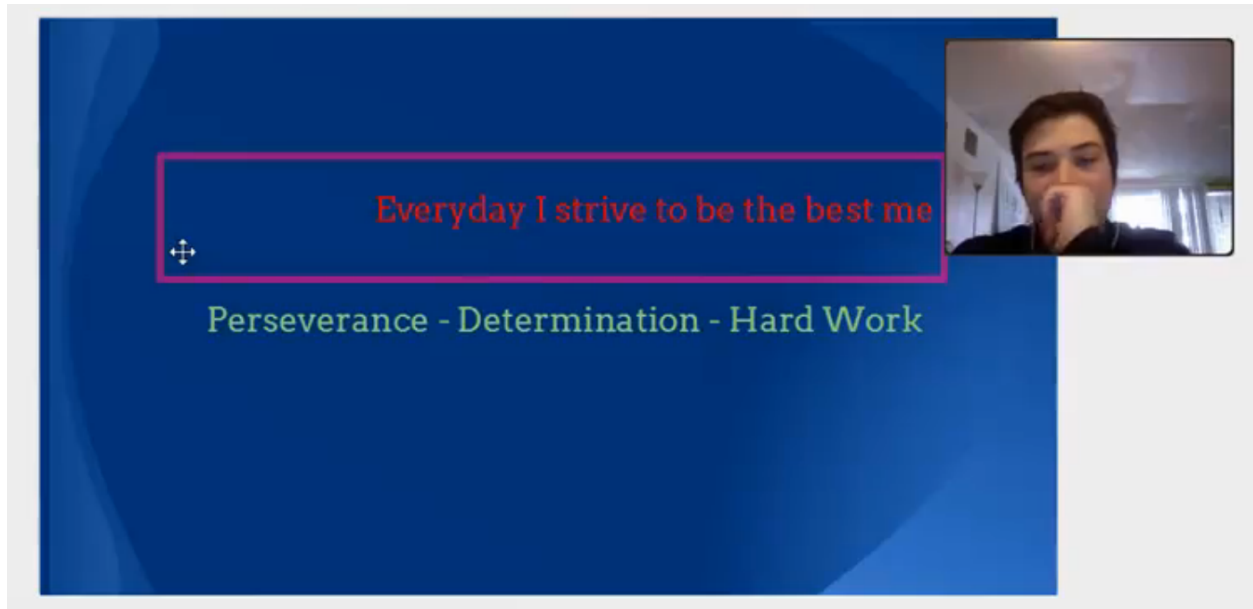 Everyday I strive to be the best me
Perseverance - Determination - Hard Work